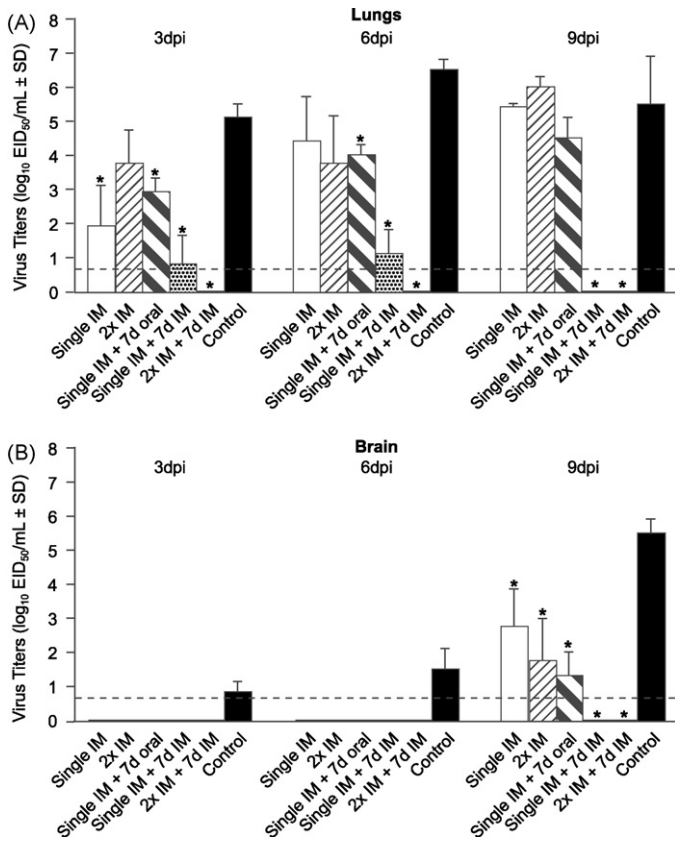 (A)
Lungs
3dpi
6dpi
9dpi
Virus Titers (log10 EID50/mL ± SD)
8
7
6
5
4
3
2
1
0
* * * *
* * *
* *
Single IM
2x IM
Single IM + 7d oral
Single IM + 7d IM
2x IM + 7d IM
Control
Single IM
2x IM
Single IM + 7d oral
Single IM + 7d IM
2x IM + 7d IM
Control
Single IM
2x IM
Single IM + 7d oral
Single IM + 7d IM
2x IM + 7d IM
Control
(B)
Brain
3dpi
6dpi
9dpi
Virus Titers (log10 EID50/mL ± SD)
8
7
6
5
4
3
2
1
0
* * * * *
Single IM
2x IM
Single IM + 7d oral
Single IM + 7d IM
2x IM + 7d IM
Control
Single IM
2x IM
Single IM + 7d oral
Single IM + 7d IM
2x IM + 7d IM
Control
Single IM
2x IM
Single IM + 7d oral
Single IM + 7d IM
2x IM + 7d IM
Control